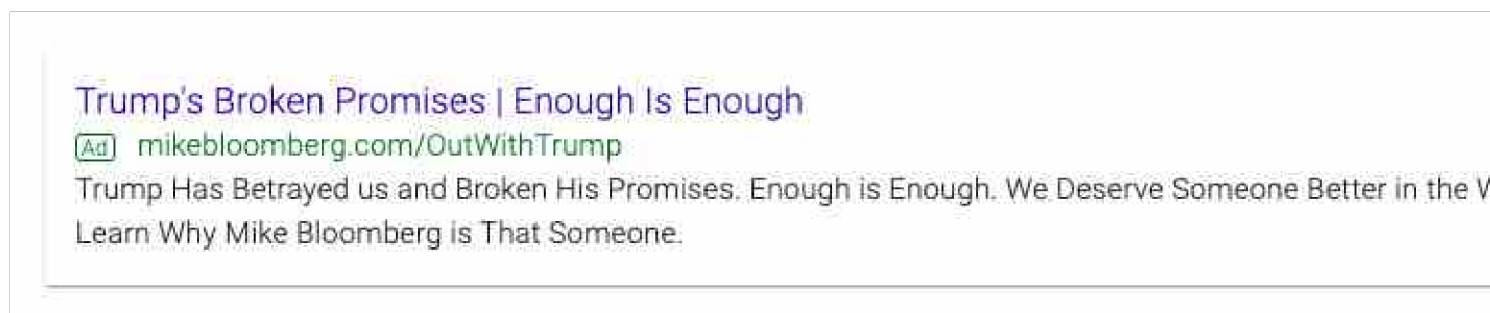 Trump's Broken Promises | Enough Is Enough
Ad mikebloomberg.com/OutWithTrump
Trump Has Betrayed us and Broken His Promises. Enough is Enough. We Deserve Someone Better in the
Learn Why Mike Bloomberg is That Someone.